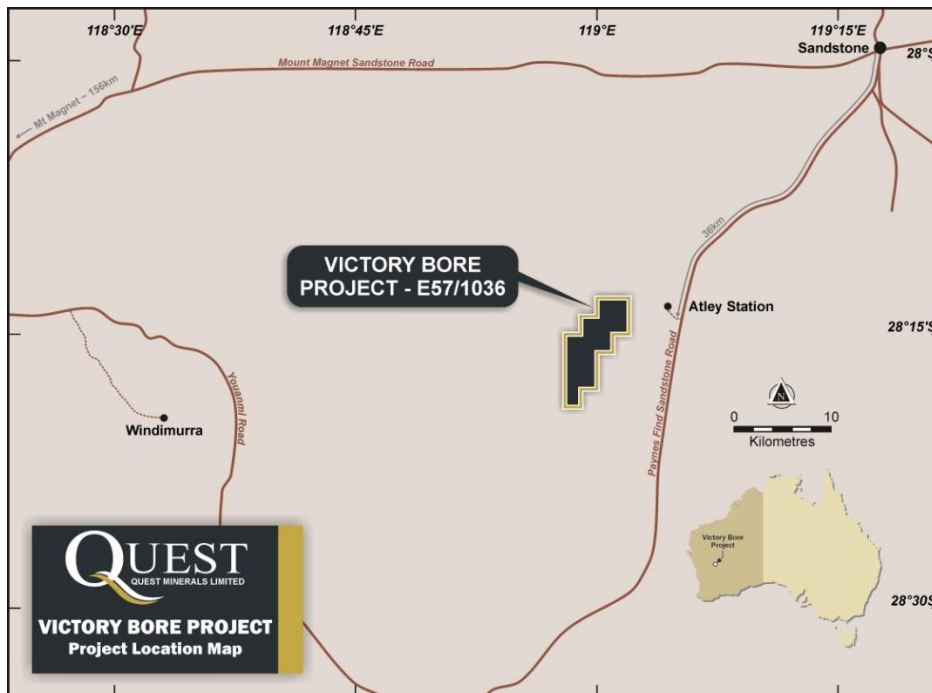 118°30'E
118°45'E
119°E
119°15'E
Sandstone
28°S
Mount Magnet Sandstone Road
Mt Magnet ~ 156km
36km
VICTORY BORE
PROJECT - E57/1036
Atley Station
28°15'S
Youanmi Road
Paynes Find Sandstone Road
Windimurra
N
0 10
Kilometres
Victory Bore
Project
QUEST
QUEST MINERALS LIMITED
VICTORY BORE PROJECT
Project Location Map
28°30'S